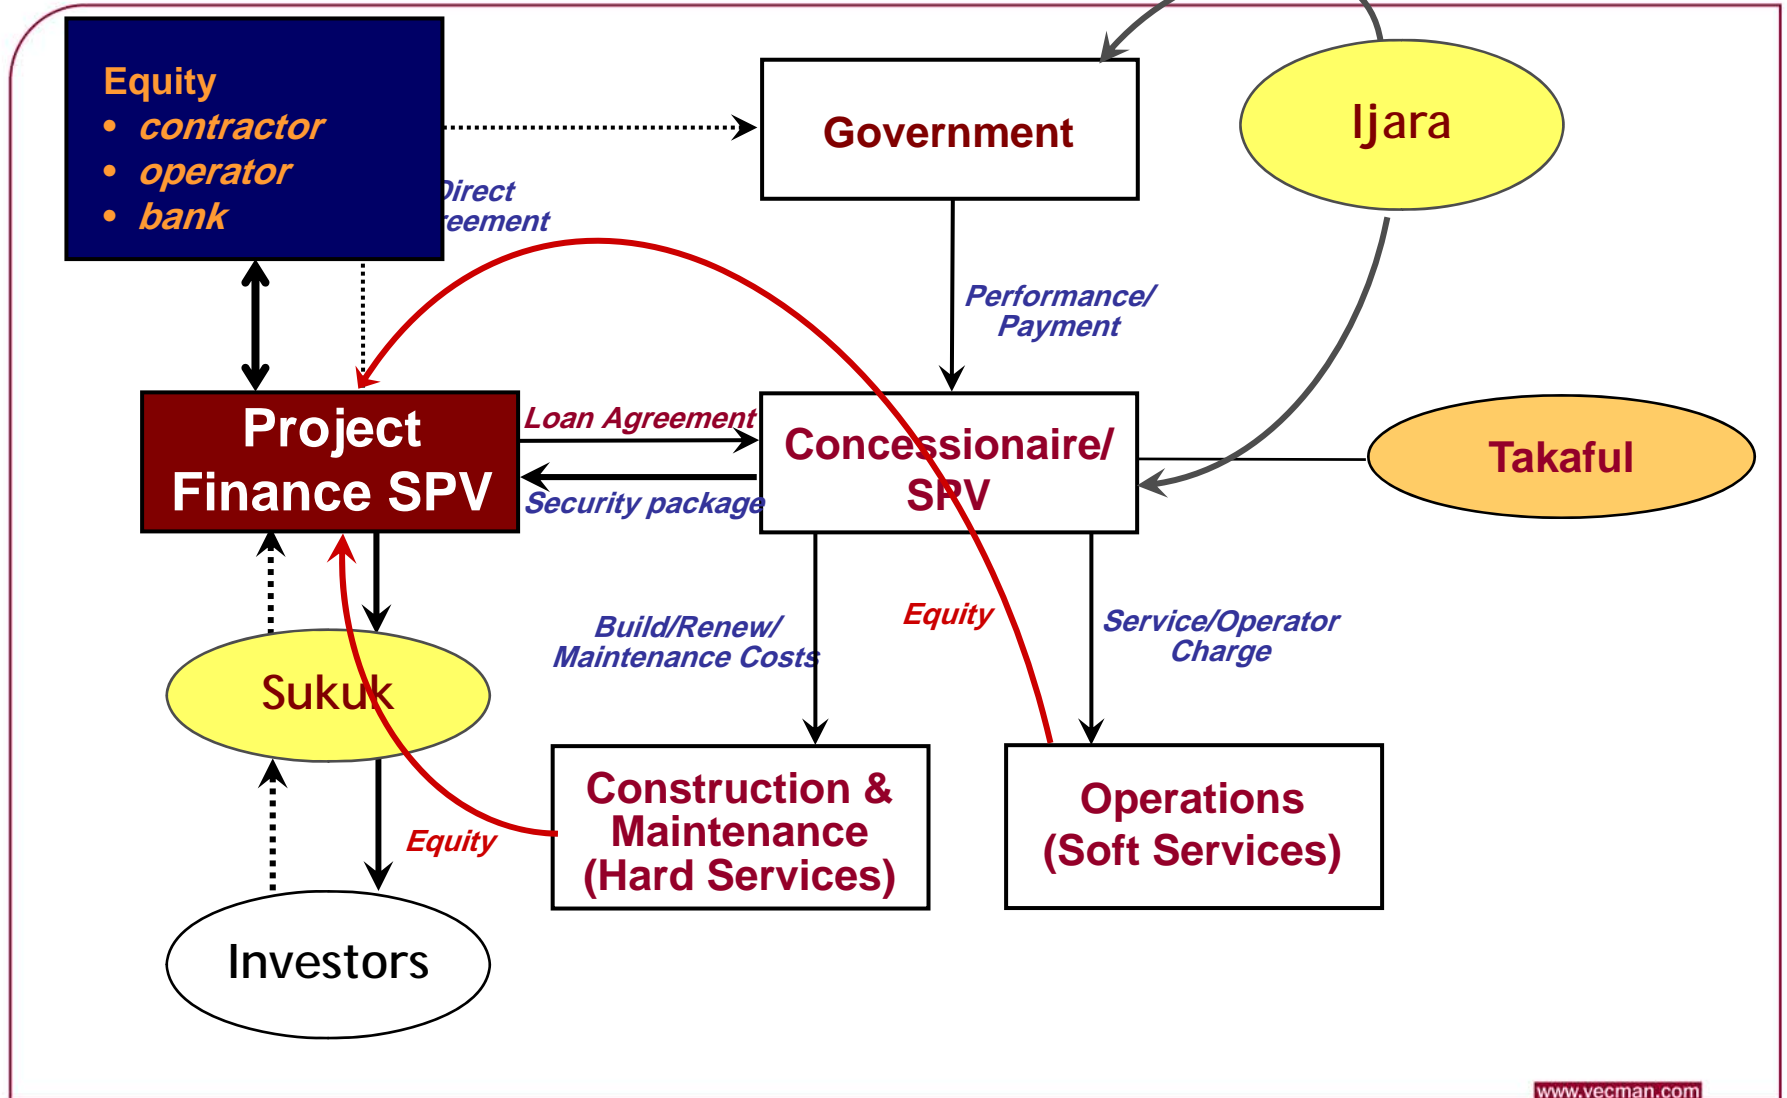 Equity
• contractor
• operator
• bank
Direct
reement
Government
Ijara
Performance/
Payment
Project
Finance SPV
Loan Agreement
Security package
Concessionaire/
SPV
Takaful
Build/Renew/
Maintenance Costs
Equity
Service/Operator
Charge
Sukuk
Equity
Construction &
Maintenance
(Hard Services)
Operations
(Soft Services)
Investors
www.vecman.com